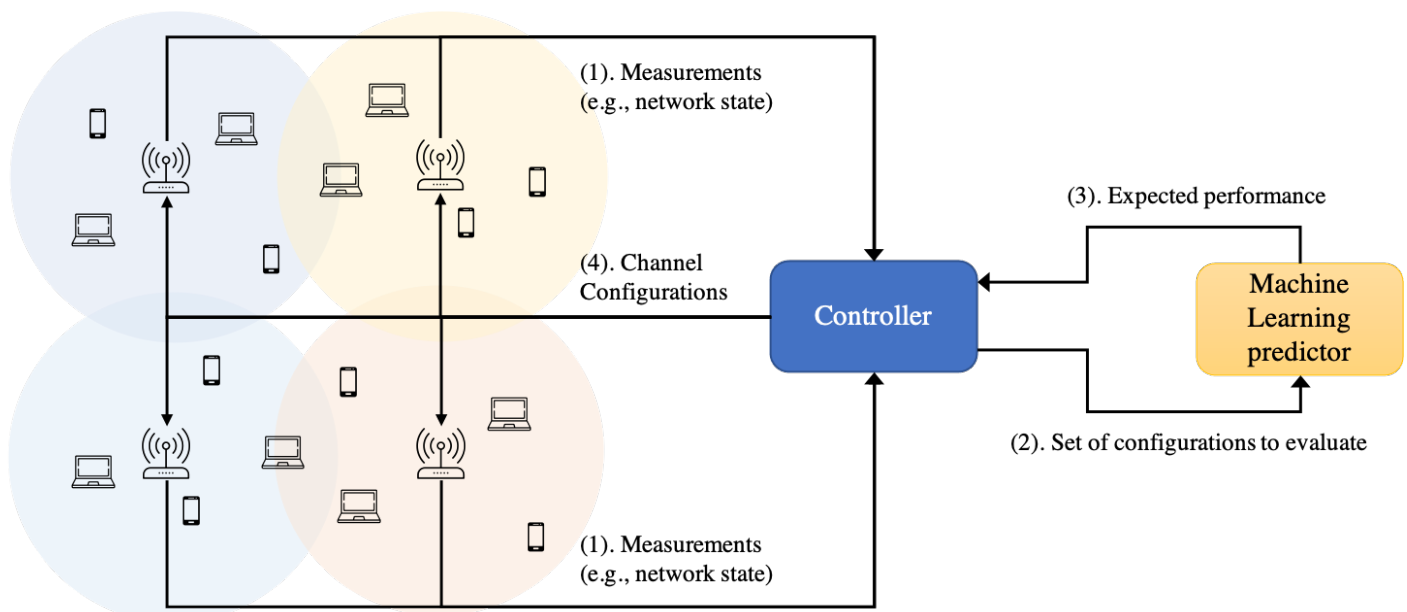 (1). Measurements
(e.g., network state)
(3). Expected performance
(4). Channel
Configurations
Controller
Machine
Learning
predictor
(2). Set of configurations to evaluate
(1). Measurements
(e.g., network state)